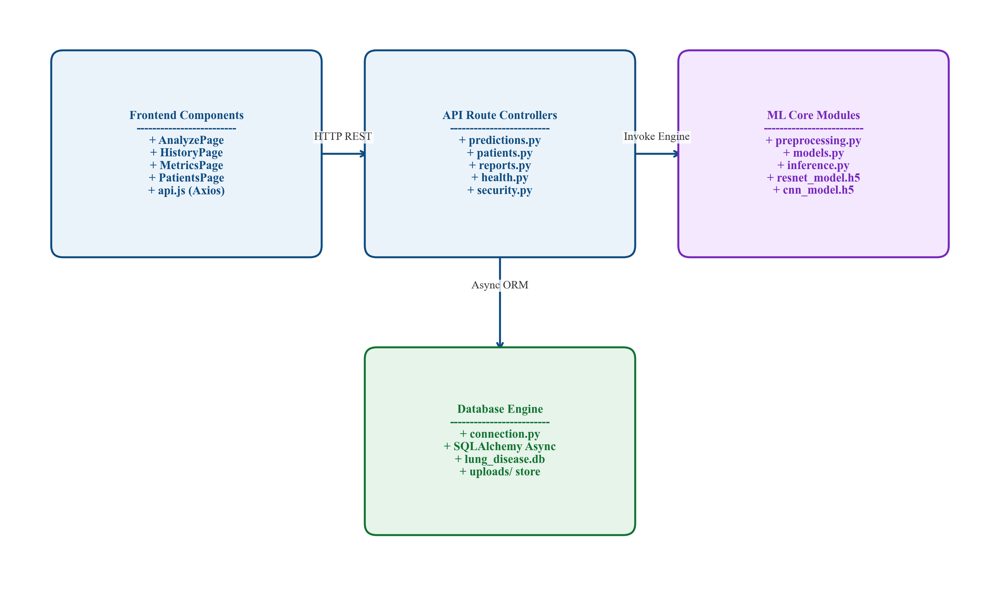 Frontend Components
-------------------------
+ AnalyzePage
+ HistoryPage
+ MetricsPage
+ PatientsPage
+ api.js (Axios)
HTTP REST
API Route Controllers
-------------------------
+ predictions.py
+ patients.py
+ reports.py
+ health.py
+ security.py
Invoke Engine
ML Core Modules
-------------------------
+ preprocessing.py
+ models.py
+ inference.py
+ resnet_model.h5
+ cnn_model.h5
Async ORM
Database Engine
-------------------------
+ connection.py
+ SQLAlchemy Async
+ lung_disease.db
+ uploads/ store